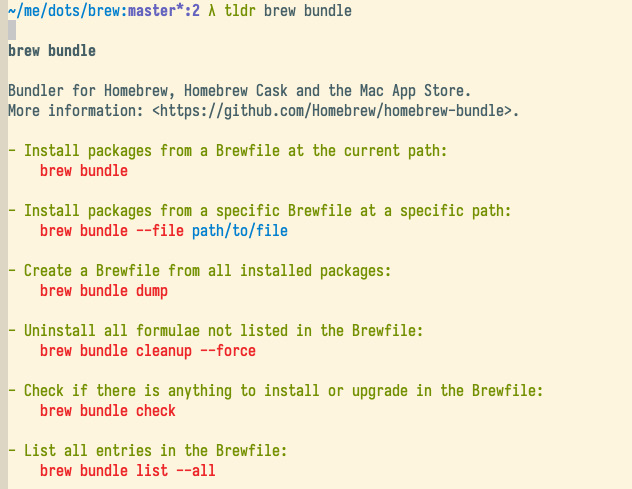 ~/me/dots/brew:master*:2 λ tldr brew bundle
brew bundle
Bundler for Homebrew, Homebrew Cask and the Mac App Store.
More information: <https://github.com/Homebrew/homebrew-bundle>.
- Install packages from a Brewfile at the current path:
brew bundle
- Install packages from a specific Brewfile at a specific path:
brew bundle --file path/to/file
- Create a Brewfile from all installed packages:
brew bundle dump
- Uninstall all formulae not listed in the Brewfile:
brew bundle cleanup --force
- Check if there is anything to install or upgrade in the Brewfile:
brew bundle check
- List all entries in the Brewfile:
brew bundle list --all